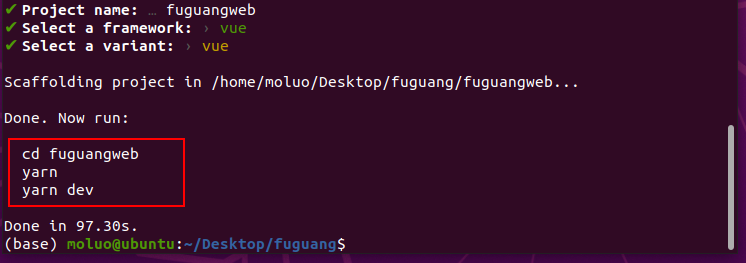 ✔ Project name: … fuguangweb
✔ Select a framework: › vue
✔ Select a variant: › vue
Scaffolding project in /home/moluo/Desktop/fuguang/fuguangweb...
Done. Now run:
cd fuguangweb
yarn
yarn dev
Done in 97.30s.
(base) moluo@ubuntu:~/Desktop/fuguang$